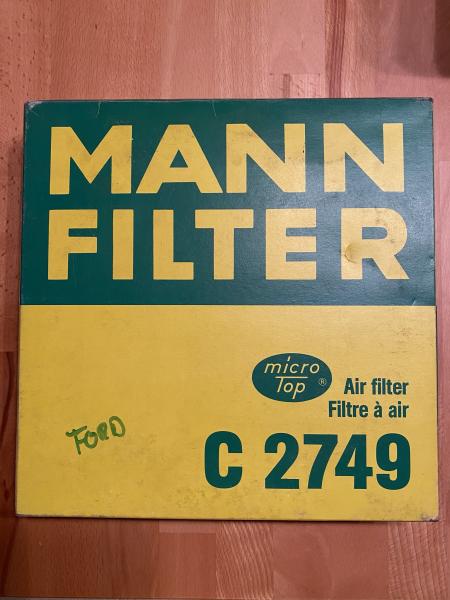 MANN
FILTER
micro
Top ®
Air filter
Filtre à air
FORD
C 2749